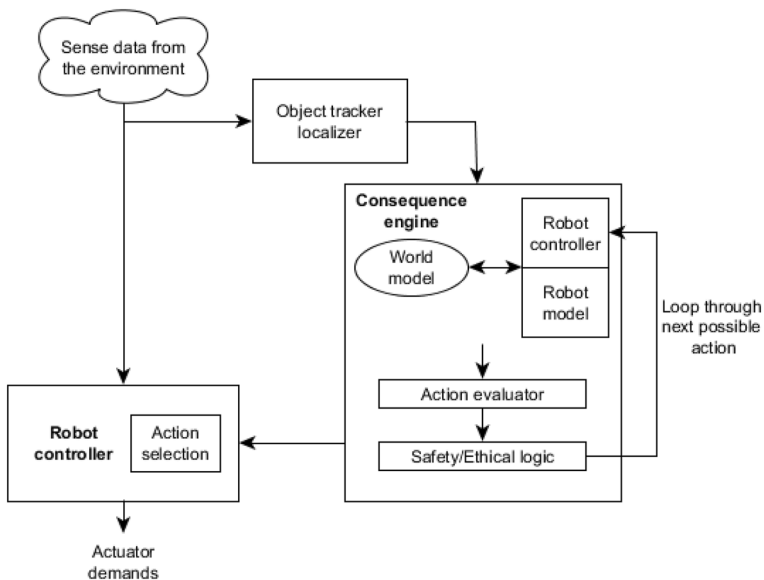 Sense data from
the environment
Object tracker
localizer
Consequence
engine
World
model
Robot
controller
Robot
model
Loop through
next possible
action
Action evaluator
Safety/Ethical logic
Robot
controller
Action
selection
Actuator
demands